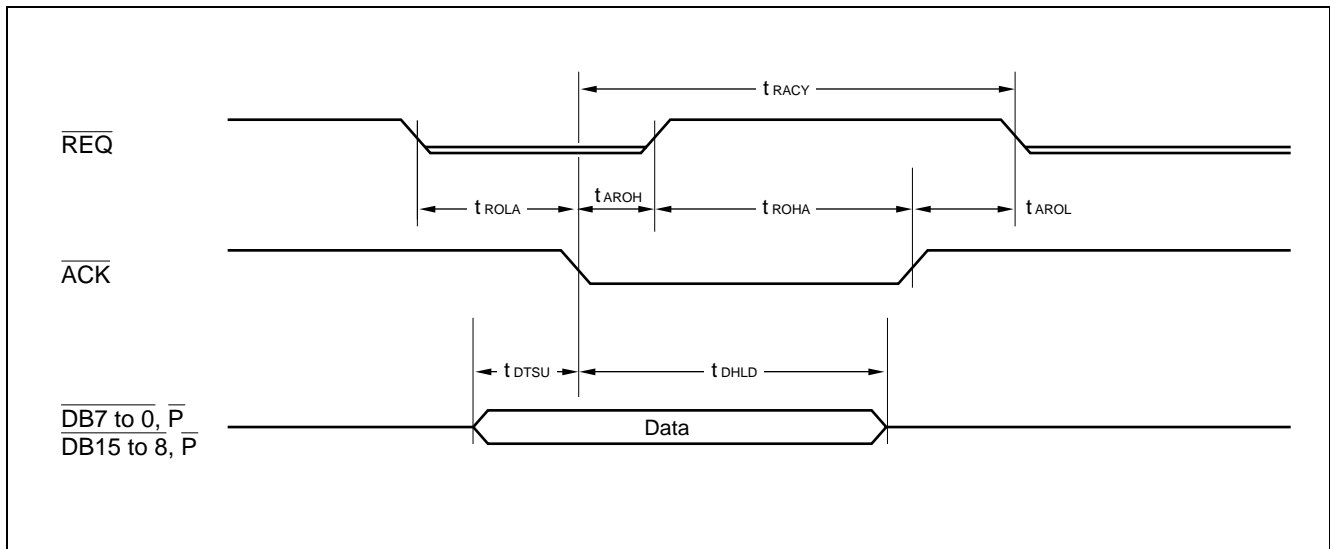 t RACY
REQ
t ROLA
t AROH
t ROHA
t AROL
ACK
t DTSU
t DHLD
DB7 to 0, P
DB15 to 8, P
Data